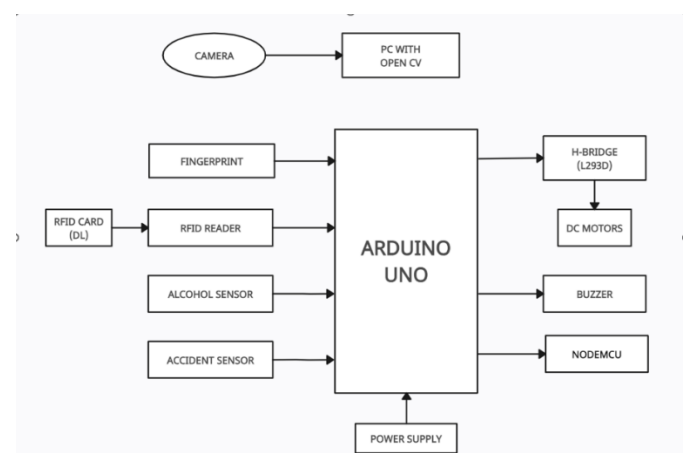 CAMERA
PC WITH
OPEN CV
FINGERPRINT
RFID CARD
(DL)
RFID READER
ALCOHOL SENSOR
ACCIDENT SENSOR
ARDUINO
UNO
H-BRIDGE
(L293D)
DC MOTORS
BUZZER
NODEMCU
POWER SUPPLY